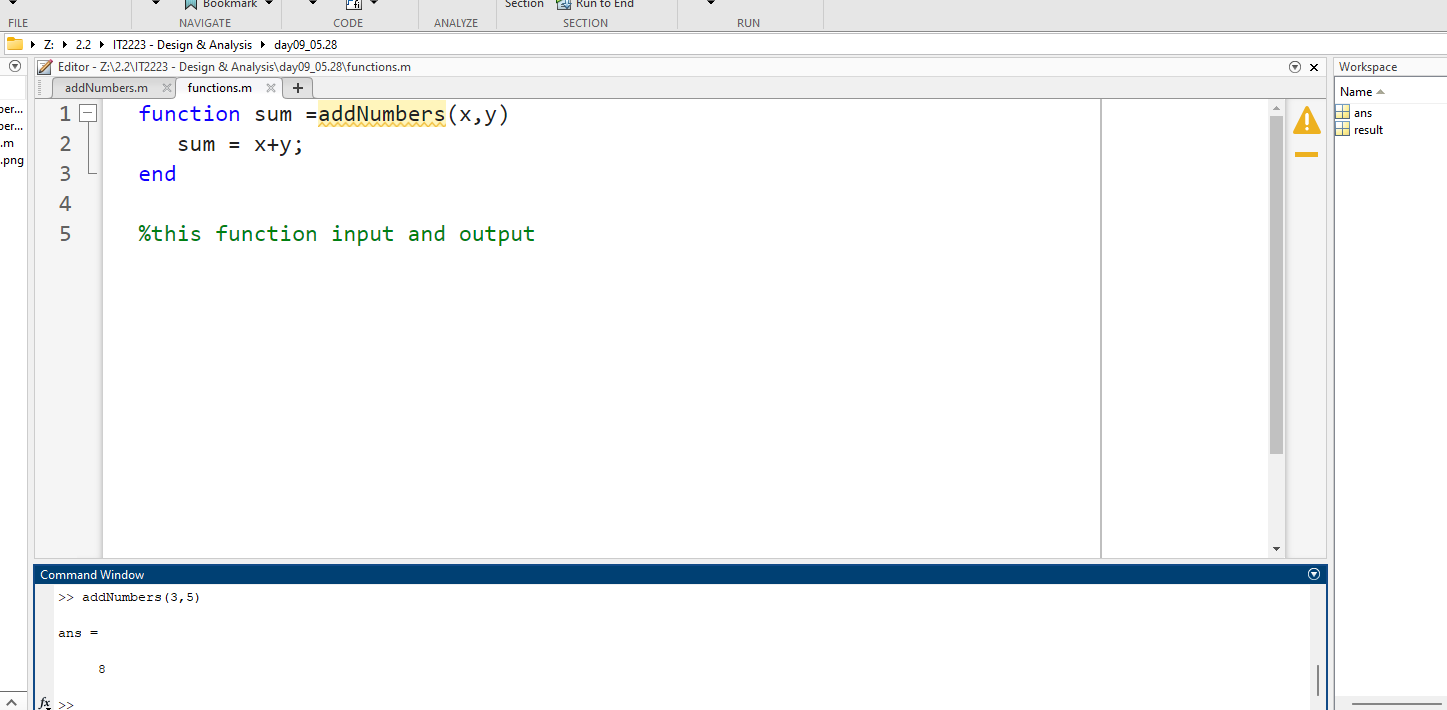 Bookmark
Section
Run to End
FILE
NAVIGATE
CODE
ANALYZE
SECTION
RUN
Z: 2.2 IT2223 - Design & Analysis day09_05.28
Editor - Z:\2.2\IT2223 - Design & Analysis\day09_05.28\functions.m
addNumbers.m
functions.m
+
1 function sum =addNumbers(x,y)
2 sum = x+y;
3 end
4
5 %this function input and output
ber...
ber...
.m
.png
Workspace
Name
ans
result
Command Window
>> addNumbers(3,5)
ans =
8
fx >>